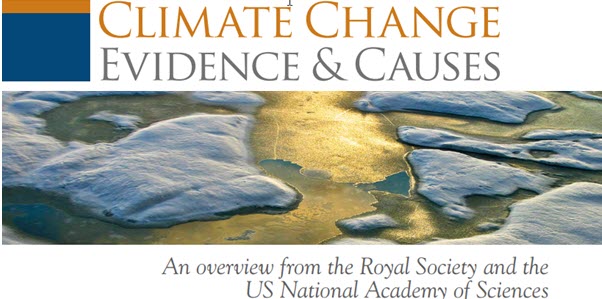 CLIMATE CHANGE
EVIDENCE & CAUSES
An overview from the Royal Society and the
US National Academy of Sciences